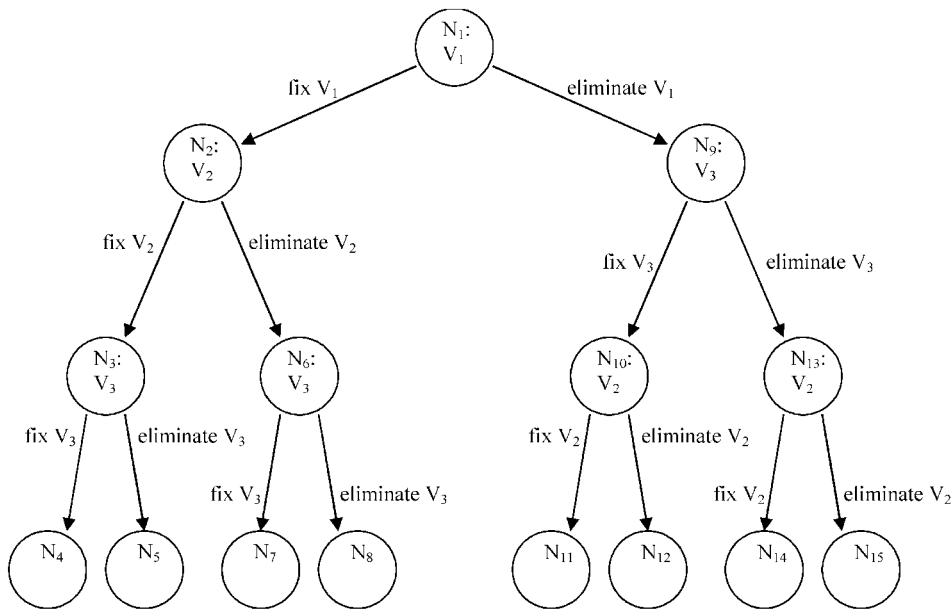 N₁:
V₁
fix V₁
eliminate V₁
N₂:
V₂
N₉:
V₃
fix V₂
eliminate V₂
fix V₃
eliminate V₃
N₃:
V₃
N₆:
V₃
N₁₀:
V₂
N₁₃:
V₂
fix V₃
eliminate V₃
fix V₃
eliminate V₃
fix V₂
eliminate V₂
fix V₂
eliminate V₂
N₄
N₅
N₇
N₈
N₁₁
N₁₂
N₁₄
N₁₅